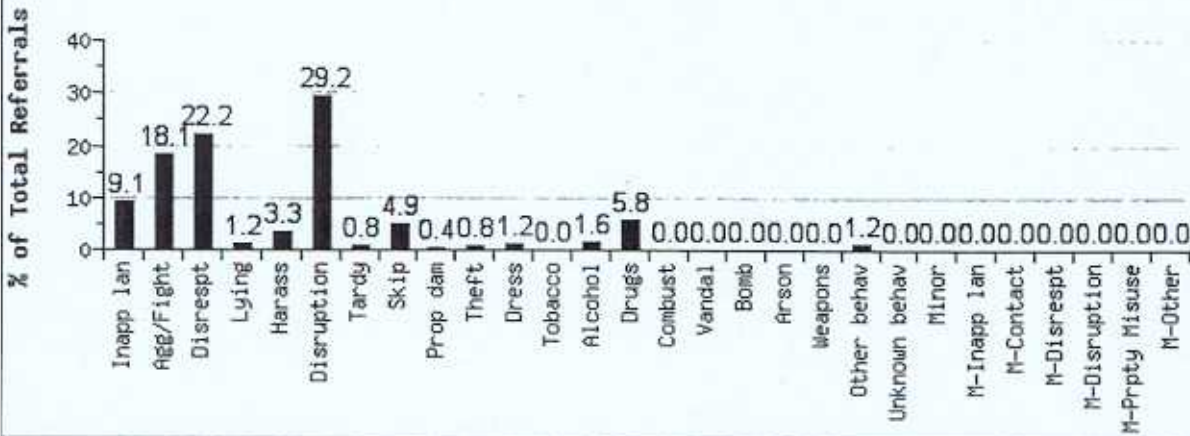 % of Total Referrals
40
30
20
10
0
9.1
18.1
22.2
1.2
3.3
29.2
0.8
4.9
0.4
0.8
1.2
0.0
1.6
5.8
0.0
0.0
0.0
0.0
0.0
1.2
0.0
0.0
0.0
0.0
0.0
0.0
0.0
0.0
Inapp lan
Agg/Fight
Disrespt
Lying
Harass
Disruption
Tardy
Skip
Prop dam
Theft
Dress
Tobacco
Alcohol
Drugs
Combust
Vandal
Bomb
Arson
Weapons
Other behav
Unknown behav
Minor
M-Inapp lan
M-Contact
M-Disrespt
M-Disruption
M-Prpty Misuse
M-Other